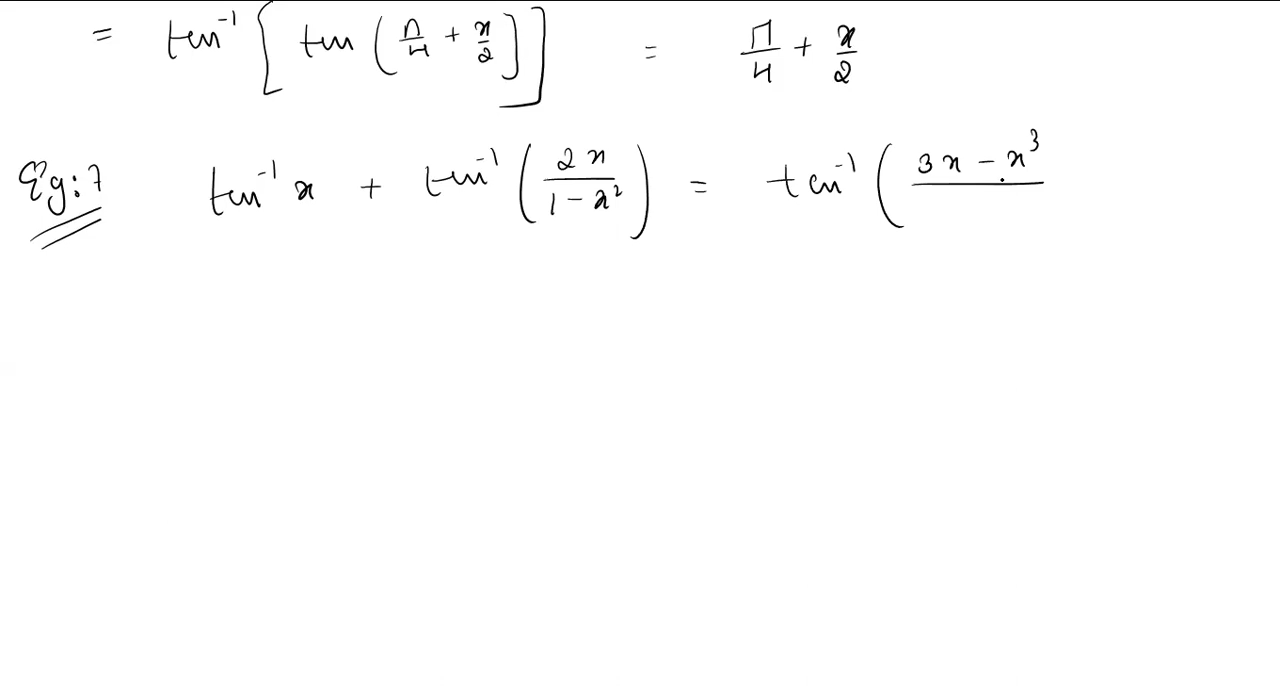 = tan⁻¹ [ tan ( π/4 + x/2 ) ] = π/4 + x/2
Eg:7 tan⁻¹ x + tan⁻¹ ( 2x / 1 - x² ) = tan⁻¹ ( 3x - x³